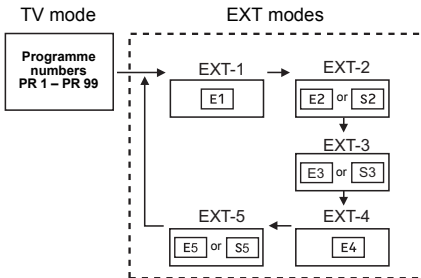 TV mode
EXT modes
Programme
numbers
PR 1 – PR 99
EXT-1
E1
EXT-2
E2 or S2
EXT-3
E3 or S3
EXT-4
E4
EXT-5
E5 or S5